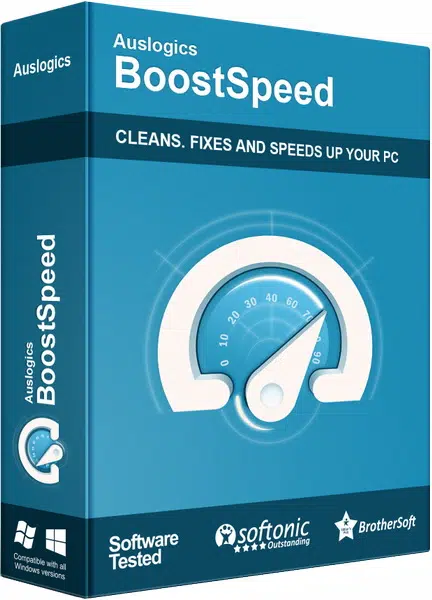 Auslogics
Auslogics
BoostSpeed
CLEANS. FIXES AND SPEEDS UP YOUR PC
0 10 20 30 40 60 70 90
Auslogics
BoostSpeed
Compatible with all
Windows versions
Software
Tested
softonic
Outstanding
BrotherSoft